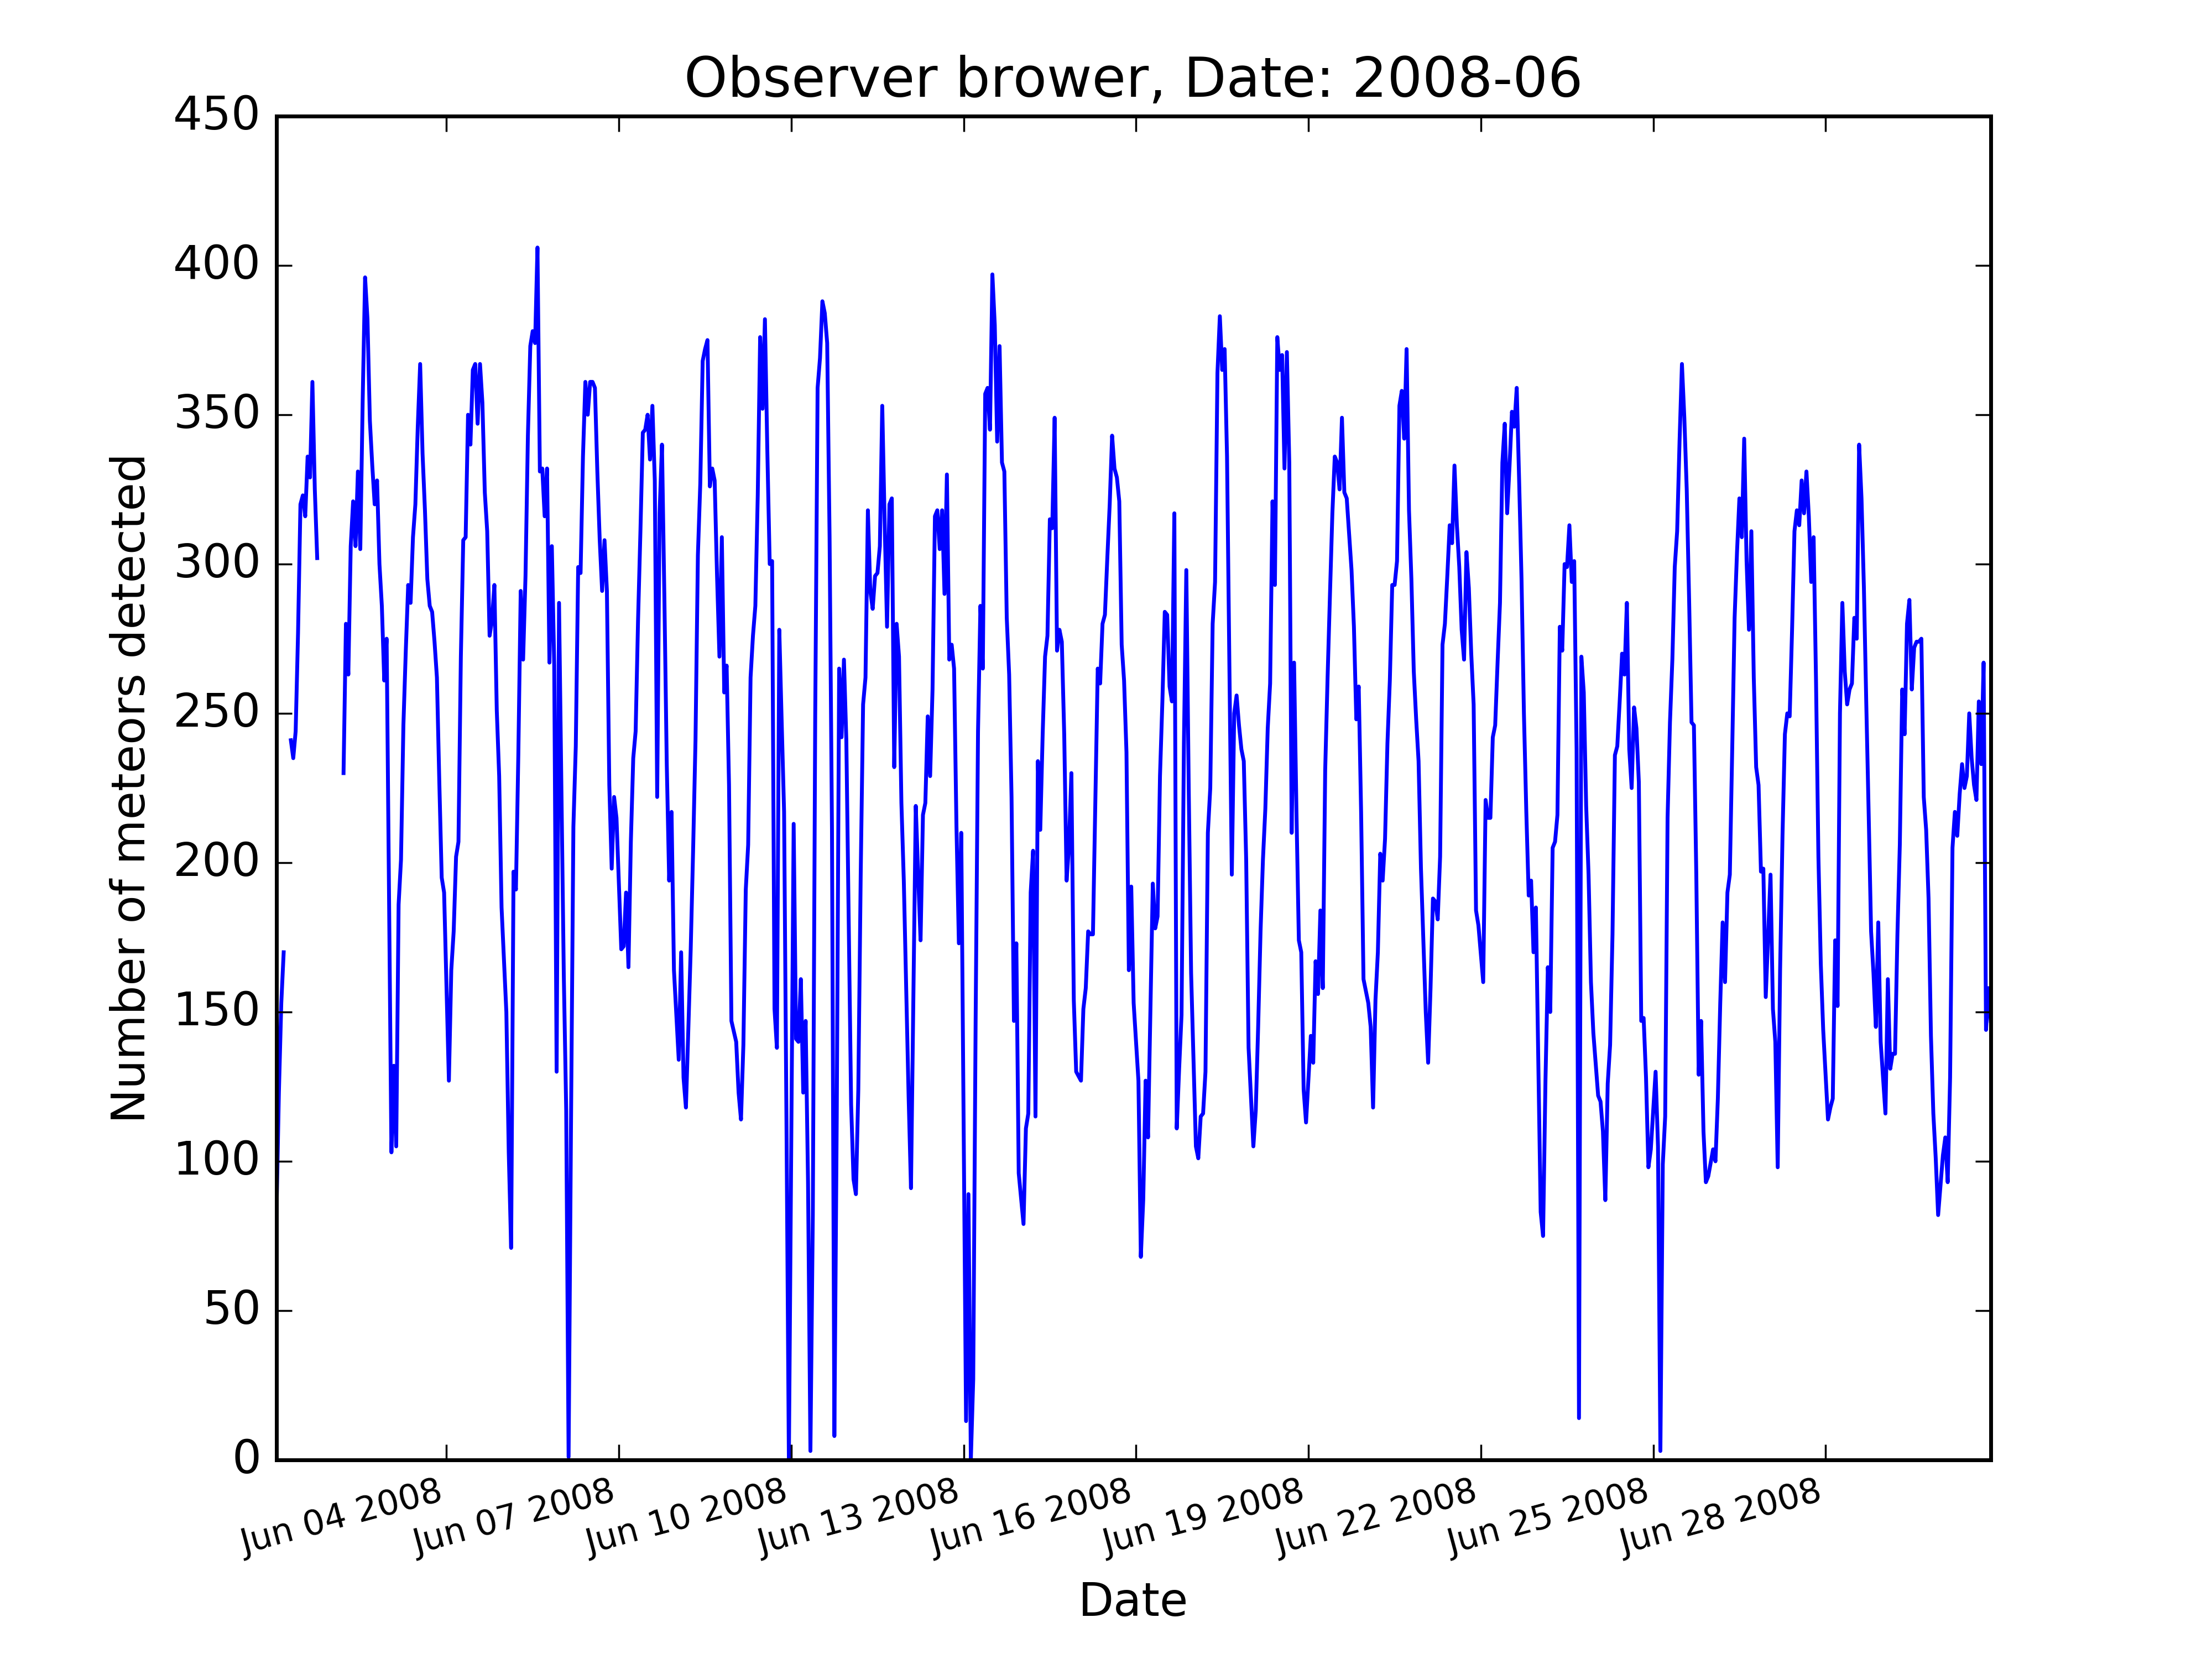 Observer brower, Date: 2008-06
450
400
350
300
250
200
150
100
50
0
Number of meteors detected
Jun 04 2008
Jun 07 2008
Jun 10 2008
Jun 13 2008
Jun 16 2008
Jun 19 2008
Jun 22 2008
Jun 25 2008
Jun 28 2008
Date